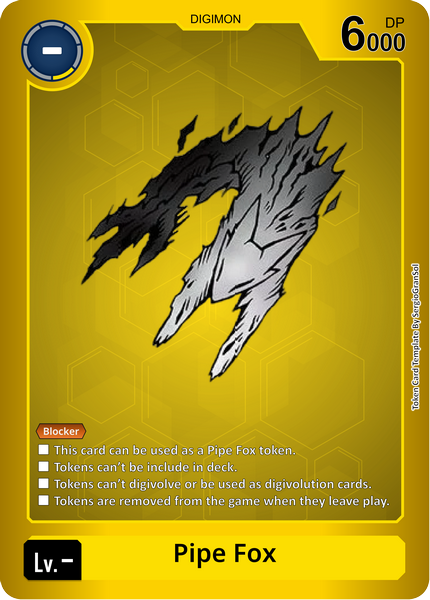 DIGIMON
-
DP
6000
Token Card Template By SergioGranSol
Blocker
This card can be used as a Pipe Fox token.
Tokens can't be include in deck.
Tokens can't digivolve or be used as digivolution cards.
Tokens are removed from the game when they leave play.
Lv.-
Pipe Fox